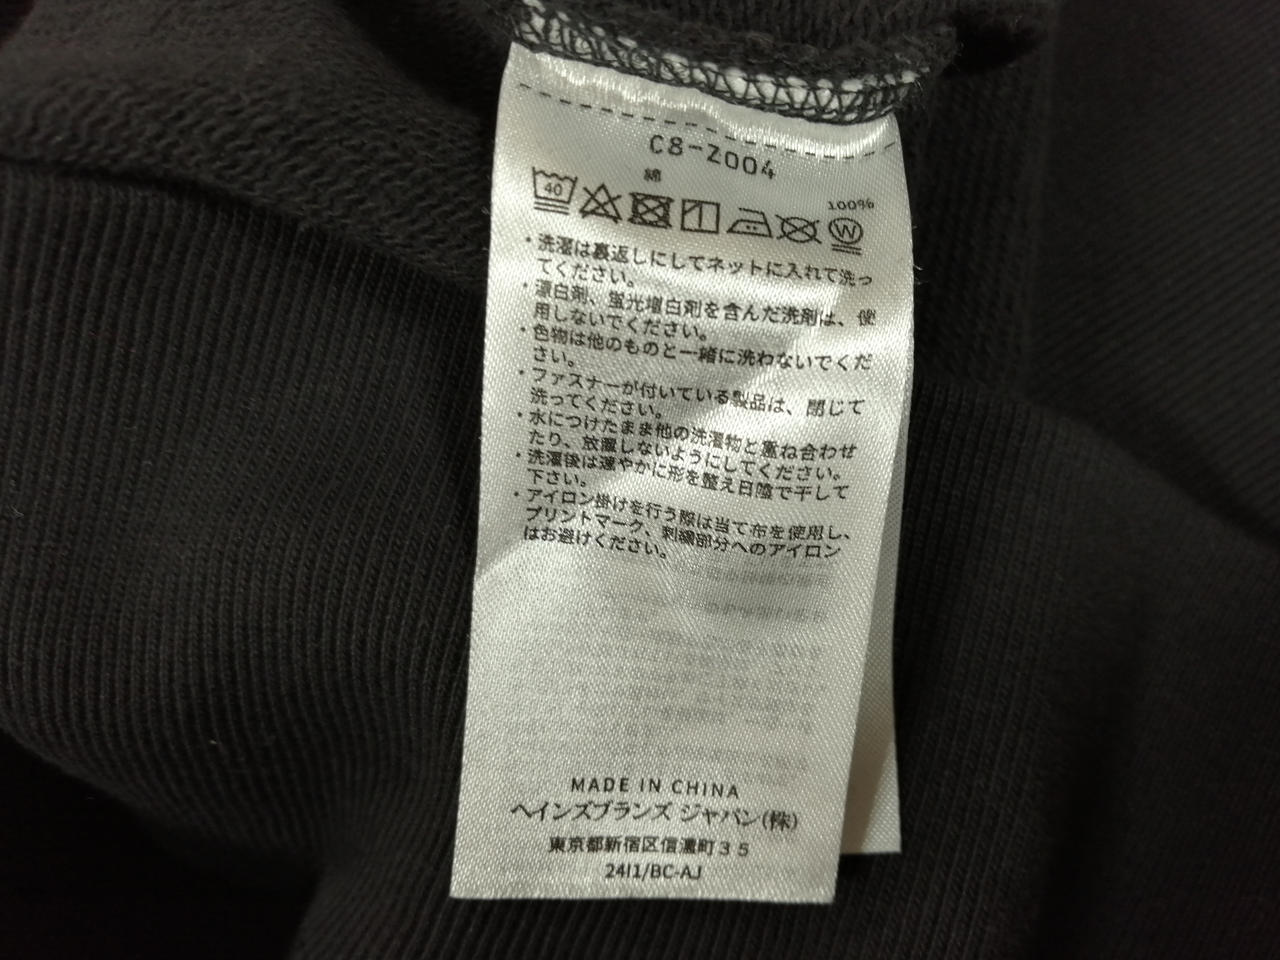 C8-Z004
綿 100%
40
W
・洗濯は裏返しにしてネットに入れて洗っ
てください。
・漂白剤、蛍光増白剤を含んだ洗剤は、使
用しないでください。
・色物は他のものと一緒に洗わないでくだ
さい。
・ファスナーが付いている製品は、閉じて
洗ってください。
・水につけたまま他の洗濯物と重ね合わせ
たり、放置しないようにしてください。
・洗濯後は速やかに形を整え日陰で干して
下さい。
・アイロン掛けを行う際は当て布を使用し、
プリントマーク、刺繍部分へのアイロン
はお避けください。
MADE IN CHINA
ヘインズブランズ ジャパン(株)
東京都新宿区信濃町35
24I1/BC-AJ